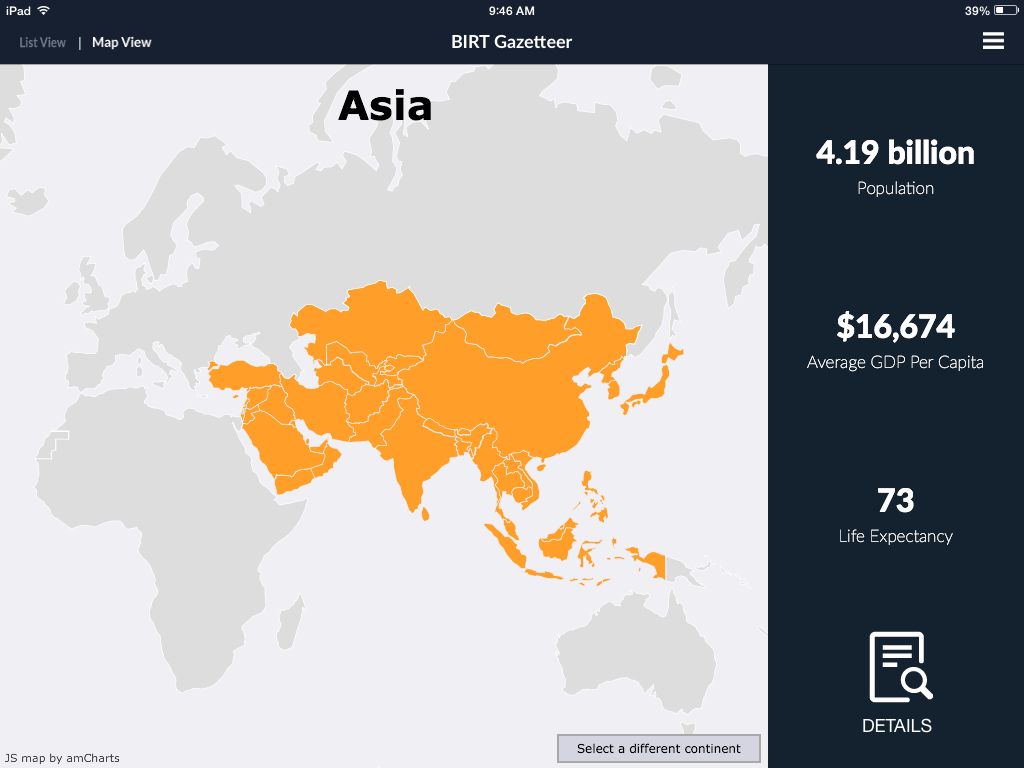 iPad 9:46 AM 39%
List View | Map View BIRT Gazetteer
Asia
4.19 billion
Population
$16,674
Average GDP Per Capita
73
Life Expectancy
DETAILS
Select a different continent
JS map by amCharts